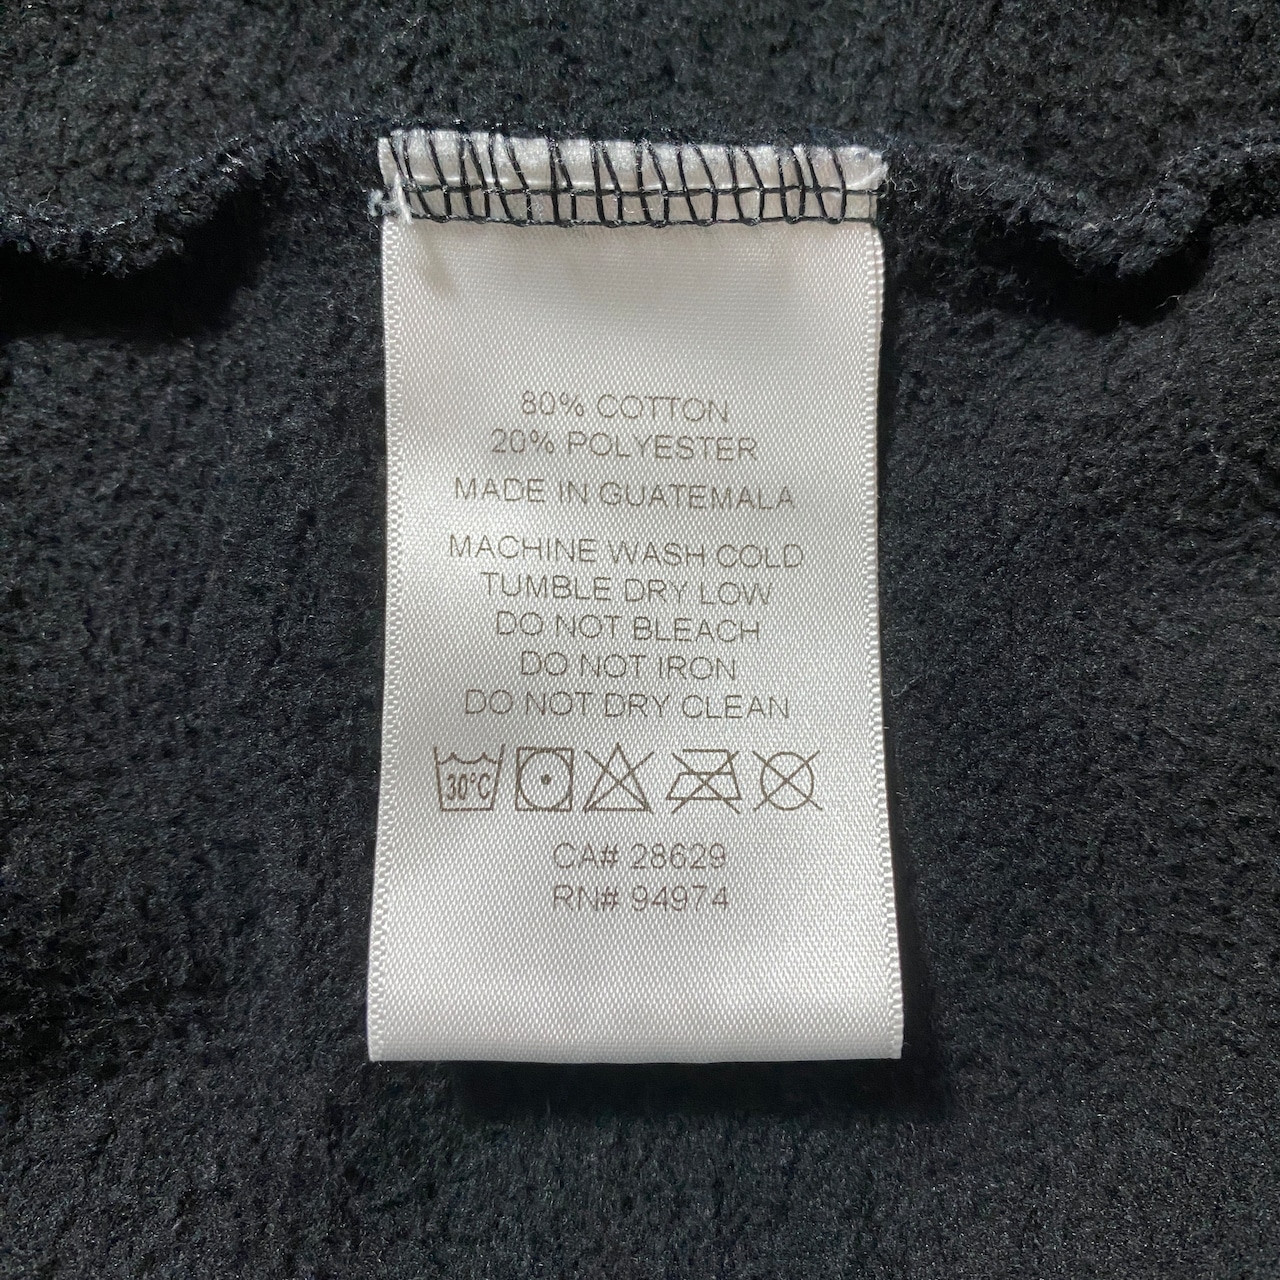 80% COTTON
20% POLYESTER
MADE IN GUATEMALA
MACHINE WASH COLD
TUMBLE DRY LOW
DO NOT BLEACH
DO NOT IRON
DO NOT DRY CLEAN
30°C
CA# 28629
RN# 94974